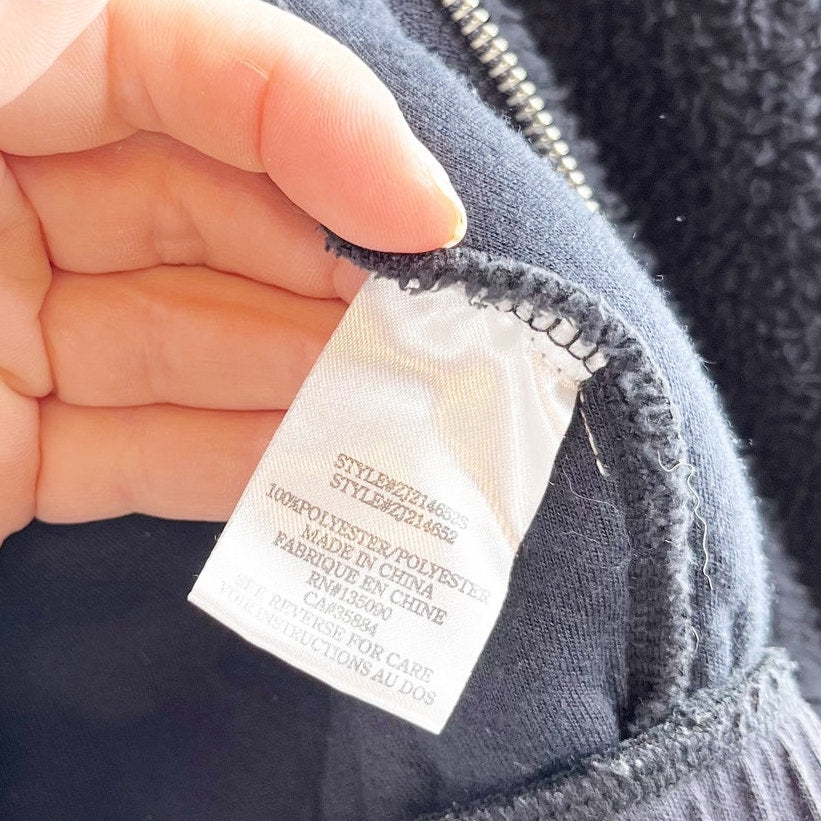 STYLE#ZJ214652S
STYLE#ZJ214652
100%POLYESTER/POLYESTER
MADE IN CHINA
FABRIQUE EN CHINE
RN#135090
CA#35884
SEE REVERSE FOR CARE
VOIR INSTRUCTIONS AU DOS